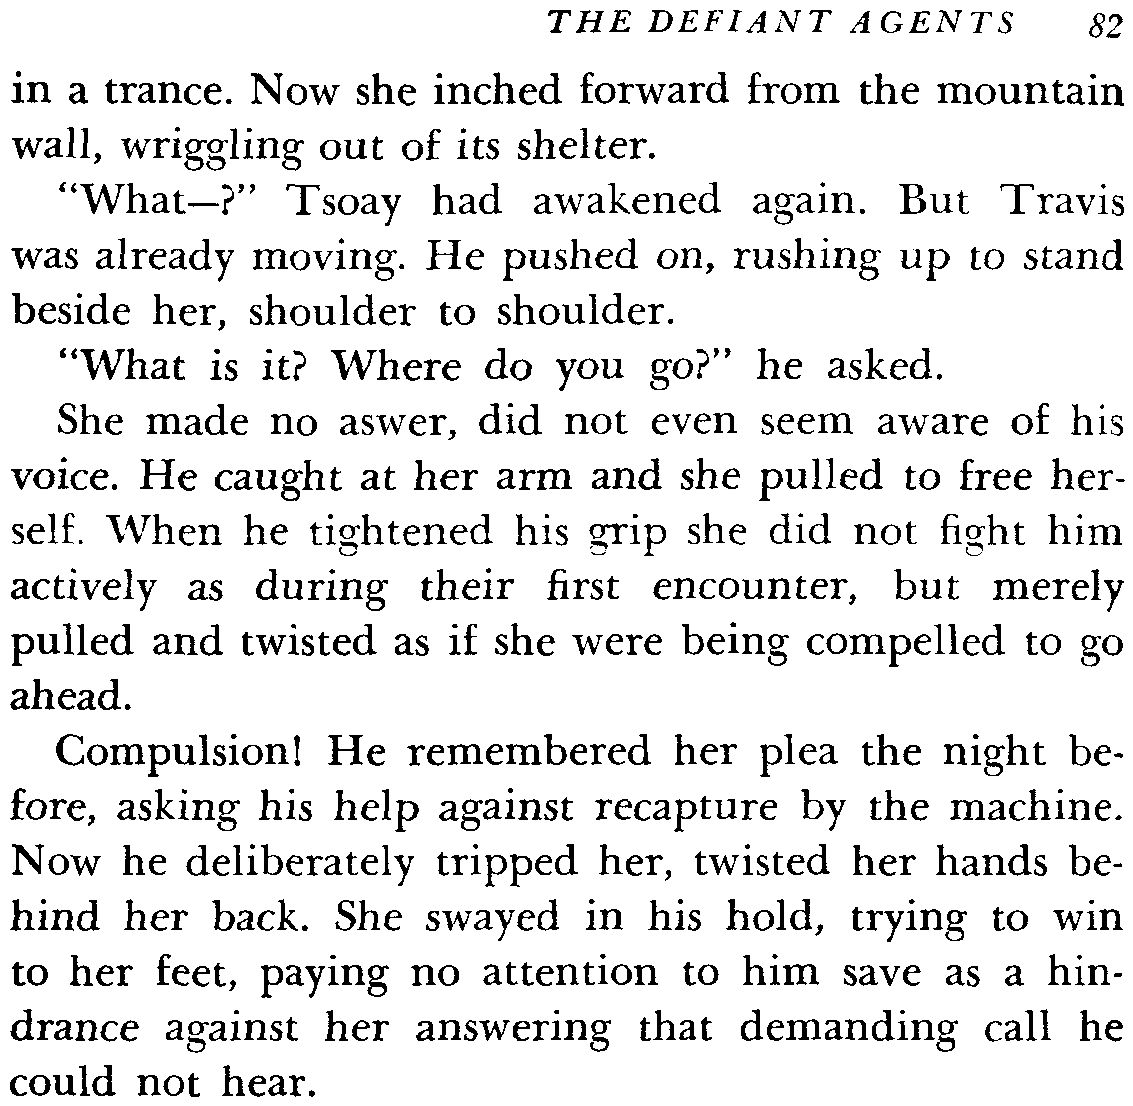 THE DEFIANT AGENTS 82
in a trance. Now she inched forward from the mountain
wall, wriggling out of its shelter.
“What—?” Tsoay had awakened again. But Travis
was already moving. He pushed on, rushing up to stand
beside her, shoulder to shoulder.
“What is it? Where do you go?” he asked.
She made no aswer, did not even seem aware of his
voice. He caught at her arm and she pulled to free her-
self. When he tightened his grip she did not fight him
actively as during their first encounter, but merely
pulled and twisted as if she were being compelled to go
ahead.
Compulsion! He remembered her plea the night be-
fore, asking his help against recapture by the machine.
Now he deliberately tripped her, twisted her hands be-
hind her back. She swayed in his hold, trying to win
to her feet, paying no attention to him save as a hin-
drance against her answering that demanding call he
could not hear.